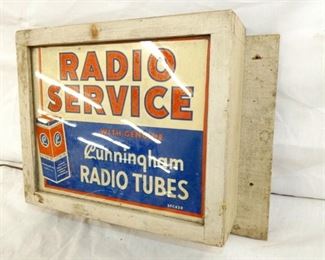 RADIO
SERVICE
WITH GENUINE
Cunningham
RADIO TUBES